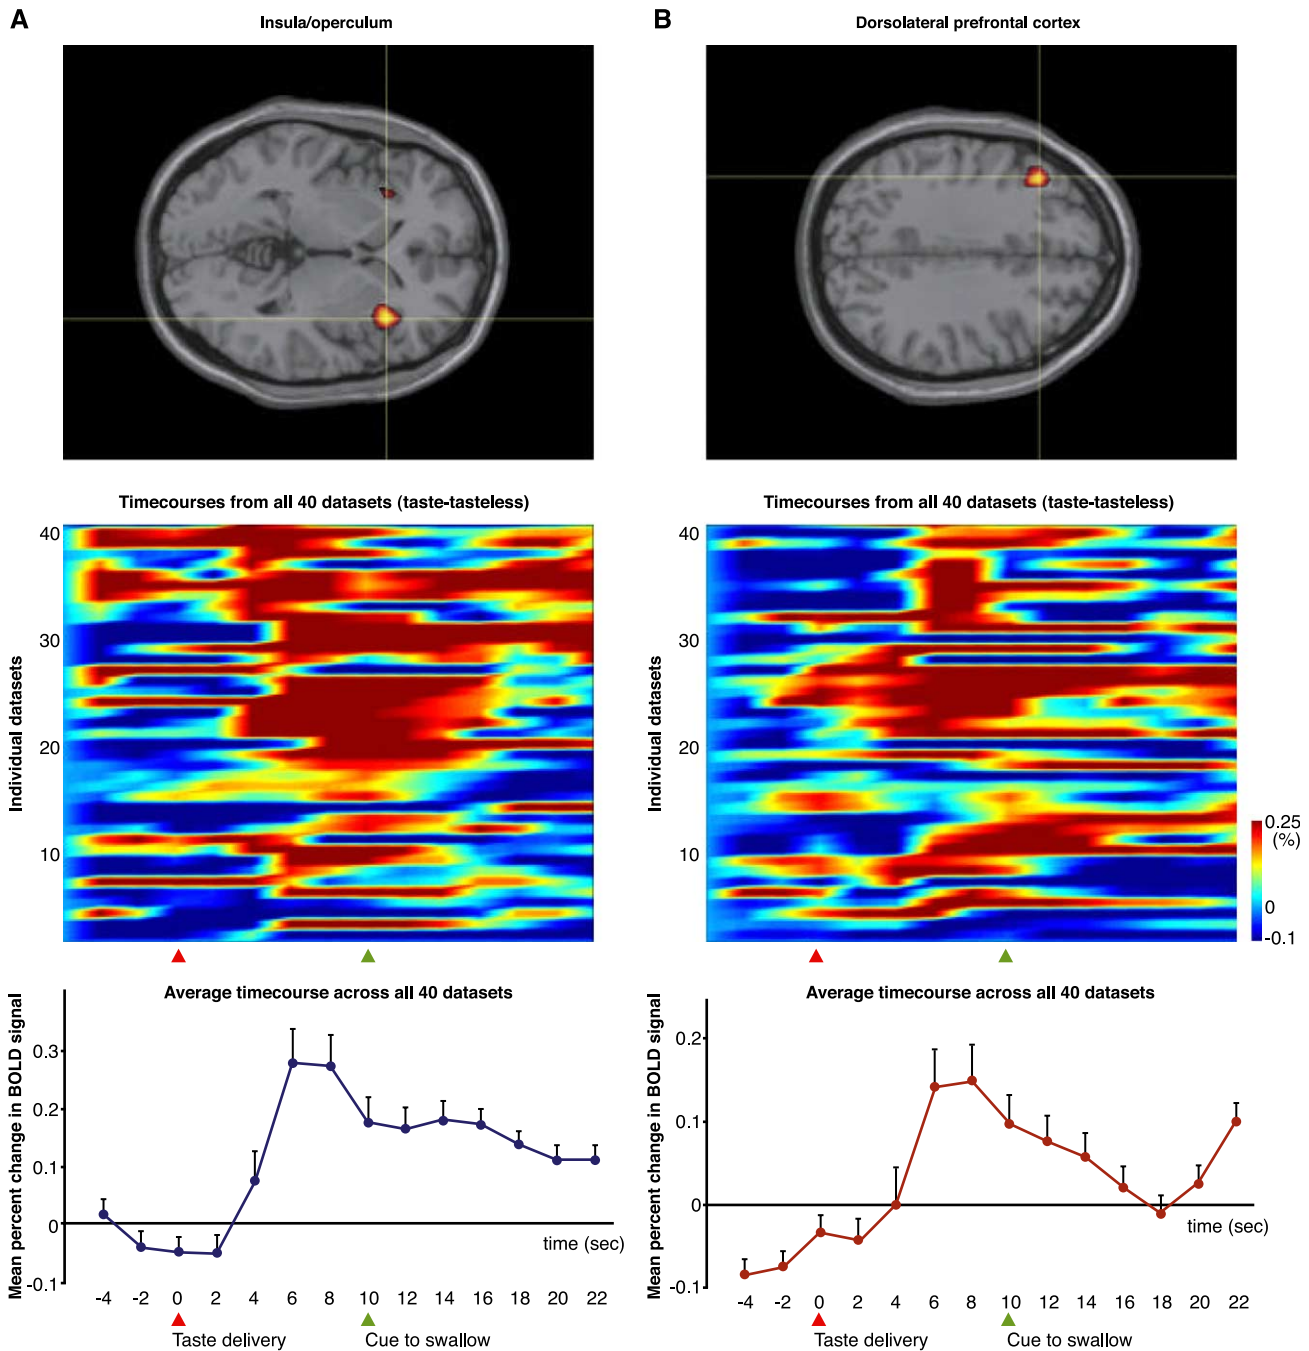 A
Insula/operculum
Timecourses from all 40 datasets (taste-tasteless)
Individual datasets
40
30
20
10
Average timecourse across all 40 datasets
Mean percent change in BOLD signal
0.3
0.2
0.1
0
-0.1
time (sec)
-4 -2 0 2 4 6 8 10 12 14 16 18 20 22
Taste delivery
Cue to swallow
B
Dorsolateral prefrontal cortex
Timecourses from all 40 datasets (taste-tasteless)
Individual datasets
40
30
20
10
0.25
(%)
0
-0.1
Average timecourse across all 40 datasets
Mean percent change in BOLD signal
0.2
0.1
0
-0.1
time (sec)
-4 -2 0 2 4 6 8 10 12 14 16 18 20 22
Taste delivery
Cue to swallow